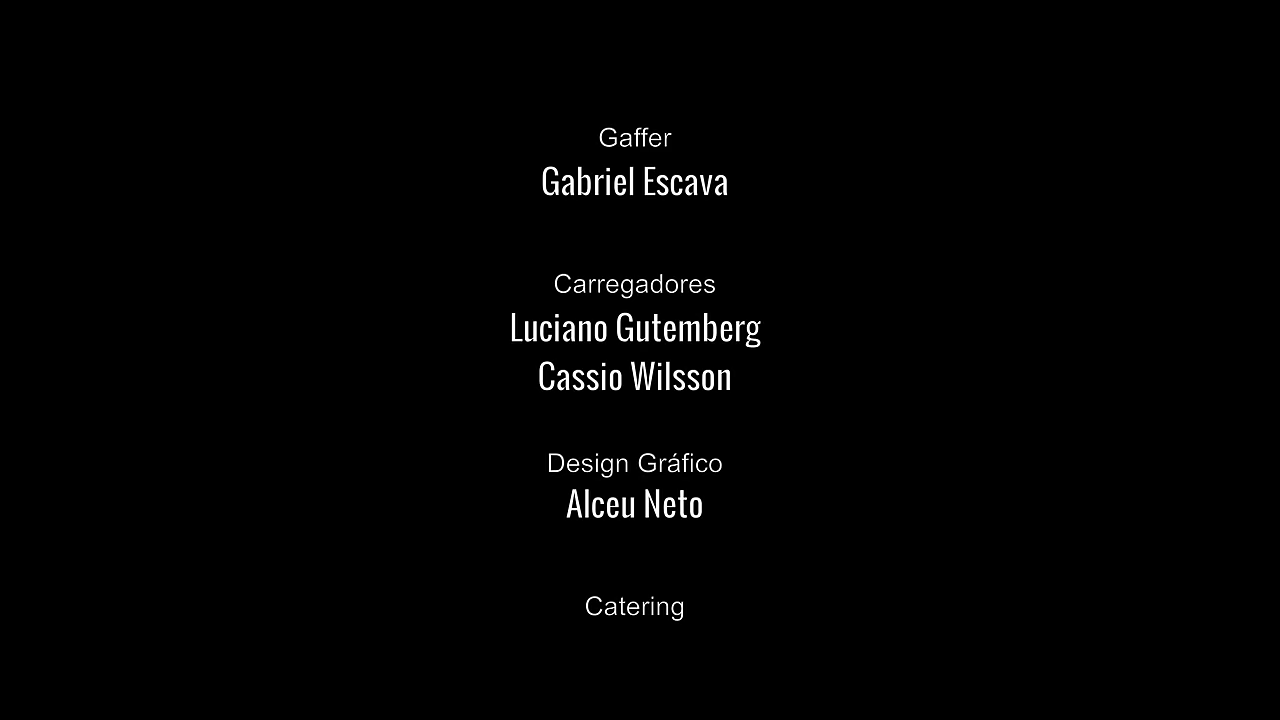 Gaffer
Gabriel Escava
Carregadores
Luciano Gutemberg
Cassio Wilsson
Design Gráfico
Alceu Neto
Catering